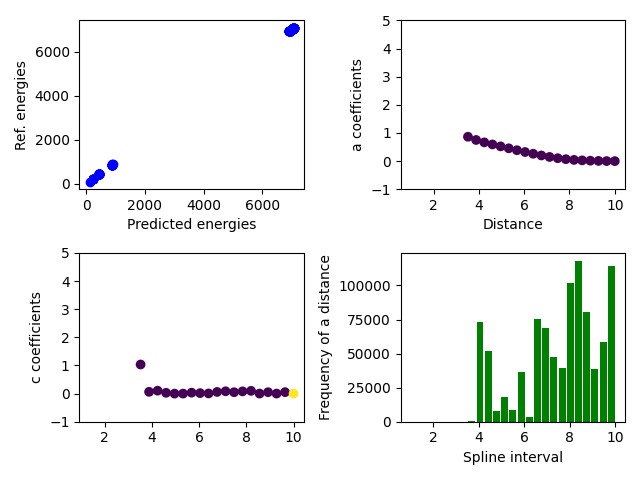 6000
4000
2000
0
Ref. energies
0 2000 4000 6000
Predicted energies
5
4
3
2
1
0
−1
a coefficients
2 4 6 8 10
Distance
5
4
3
2
1
0
−1
c coefficients
2 4 6 8 10
100000
75000
50000
25000
0
Frequency of a distance
2 4 6 8 10
Spline interval